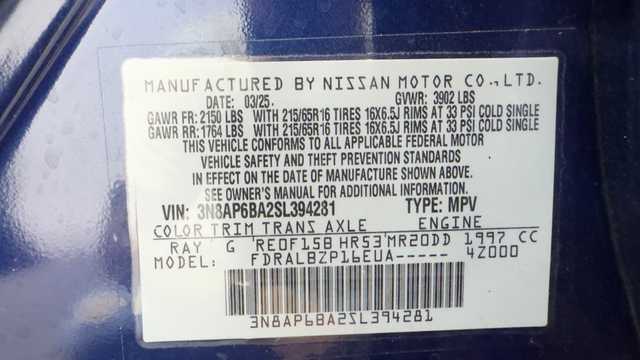 MANUFACTURED BY NISSAN MOTOR CO., LTD.
DATE: 03/25. GVWR: 3902 LBS
GAWR FR: 2150 LBS WITH 215/65R16 TIRES 16X6.5J RIMS AT 33 PSI COLD SINGLE
GAWR RR: 1764 LBS WITH 215/65R16 TIRES 16X6.5J RIMS AT 33 PSI COLD SINGLE
THIS VEHICLE CONFORMS TO ALL APPLICABLE FEDERAL MOTOR
VEHICLE SAFETY AND THEFT PREVENTION STANDARDS
IN EFFECT ON THE DATE OF MANUFACTURE SHOWN ABOVE.
SEE OWNER'S MANUAL FOR ADDITIONAL INFORMATION
VIN: 3N8AP6BA2SL394281 TYPE: MPV
COLOR TRIM TRANS AXLE ENGINE
RAY G RE0F15B HR53 MR20DD 1997 CC
MODEL: FDRALBZP16EUA----- 4Z000
3N8AP6BA2SL394281